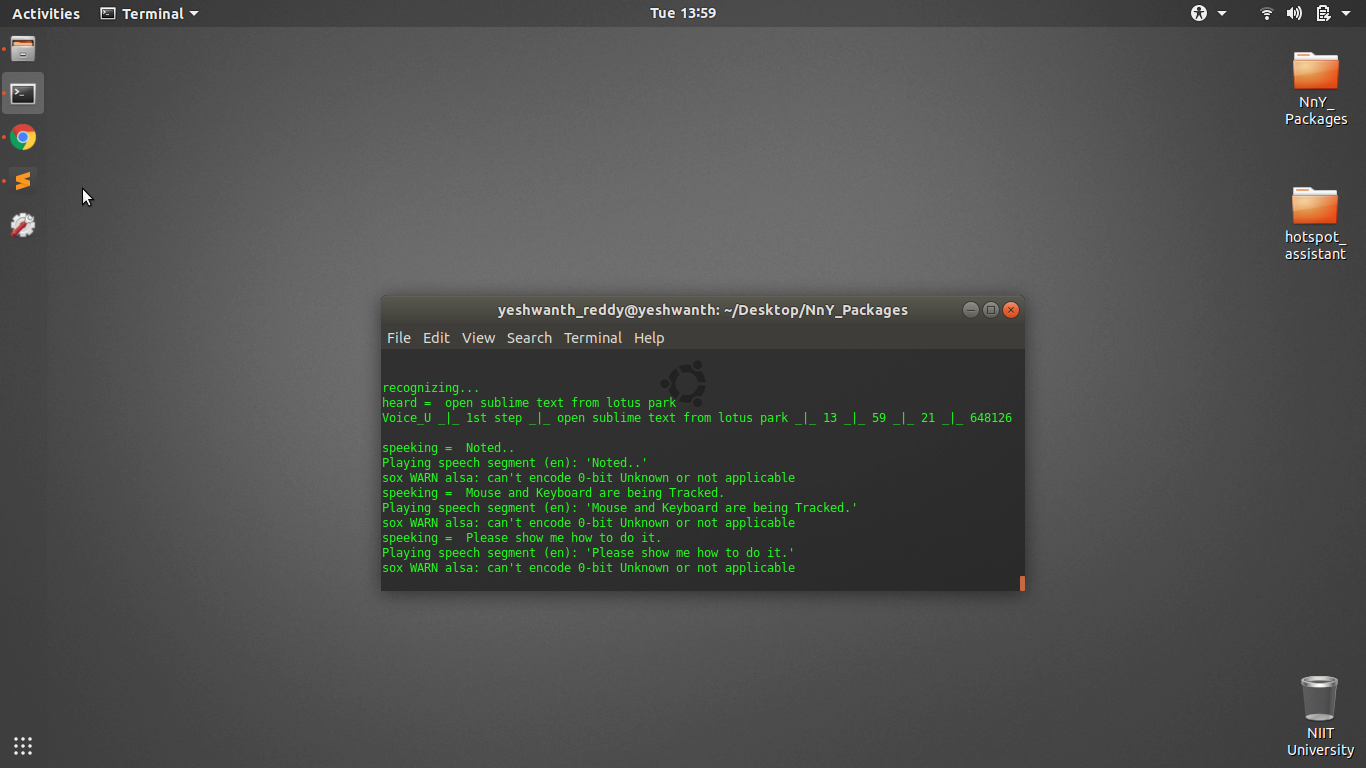 Activities
Terminal
Tue 13:59
NnY_
Packages
hotspot_
assistant
yeshwanth_reddy@yeshwanth: ~/Desktop/NnY_Packages
File Edit View Search Terminal Help
recognizing...
heard =  open sublime text from lotus park
Voice_U _|_ 1st step _|_ open sublime text from lotus park _|_ 13 _|_ 59 _|_ 21 _|_ 648126
speeking =  Noted..
Playing speech segment (en): 'Noted..'
sox WARN alsa: can't encode 0-bit Unknown or not applicable
speeking =  Mouse and Keyboard are being Tracked.
Playing speech segment (en): 'Mouse and Keyboard are being Tracked.'
sox WARN alsa: can't encode 0-bit Unknown or not applicable
speeking =  Please show me how to do it.
Playing speech segment (en): 'Please show me how to do it.'
sox WARN alsa: can't encode 0-bit Unknown or not applicable
NIIT
University